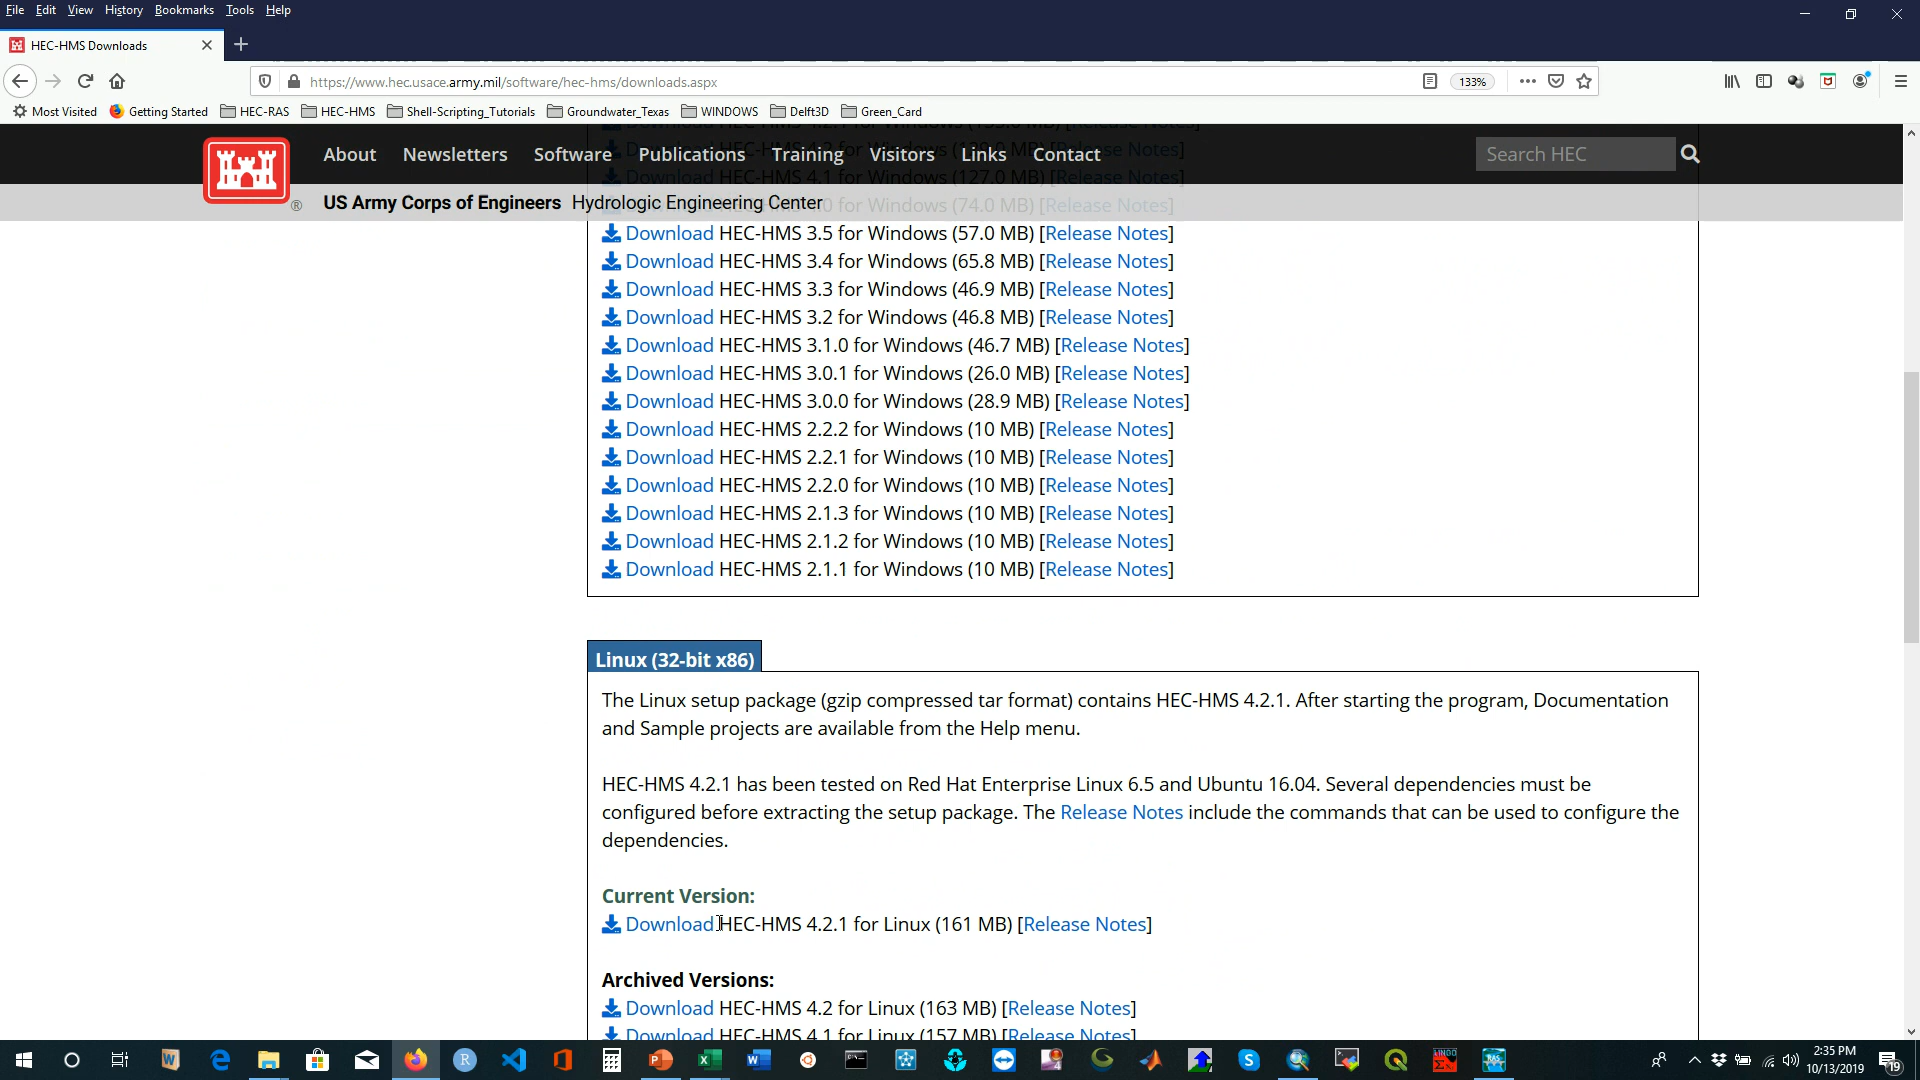 File Edit View History Bookmarks Tools Help
HEC-HMS Downloads
https://www.hec.usace.army.mil/software/hec-hms/downloads.aspx 133%
Most Visited Getting Started HEC-RAS HEC-HMS Shell-Scripting_Tutorials Groundwater_Texas WINDOWS Delft3D Green_Card
About Newsletters Software Publications Training Visitors Links Contact Search HEC
US Army Corps of Engineers Hydrologic Engineering Center
Download HEC-HMS 3.5 for Windows (57.0 MB) [Release Notes]
Download HEC-HMS 3.4 for Windows (65.8 MB) [Release Notes]
Download HEC-HMS 3.3 for Windows (46.9 MB) [Release Notes]
Download HEC-HMS 3.2 for Windows (46.8 MB) [Release Notes]
Download HEC-HMS 3.1.0 for Windows (46.7 MB) [Release Notes]
Download HEC-HMS 3.0.1 for Windows (26.0 MB) [Release Notes]
Download HEC-HMS 3.0.0 for Windows (28.9 MB) [Release Notes]
Download HEC-HMS 2.2.2 for Windows (10 MB) [Release Notes]
Download HEC-HMS 2.2.1 for Windows (10 MB) [Release Notes]
Download HEC-HMS 2.2.0 for Windows (10 MB) [Release Notes]
Download HEC-HMS 2.1.3 for Windows (10 MB) [Release Notes]
Download HEC-HMS 2.1.2 for Windows (10 MB) [Release Notes]
Download HEC-HMS 2.1.1 for Windows (10 MB) [Release Notes]
Linux (32-bit x86)
The Linux setup package (gzip compressed tar format) contains HEC-HMS 4.2.1. After starting the program, Documentation
and Sample projects are available from the Help menu.
HEC-HMS 4.2.1 has been tested on Red Hat Enterprise Linux 6.5 and Ubuntu 16.04. Several dependencies must be
configured before extracting the setup package. The Release Notes include the commands that can be used to configure the
dependencies.
Current Version:
Download HEC-HMS 4.2.1 for Linux (161 MB) [Release Notes]
Archived Versions:
Download HEC-HMS 4.2 for Linux (163 MB) [Release Notes]
Download HEC-HMS 4.1 for Linux (157 MB) [Release Notes]
2:35 PM
10/13/2019
19